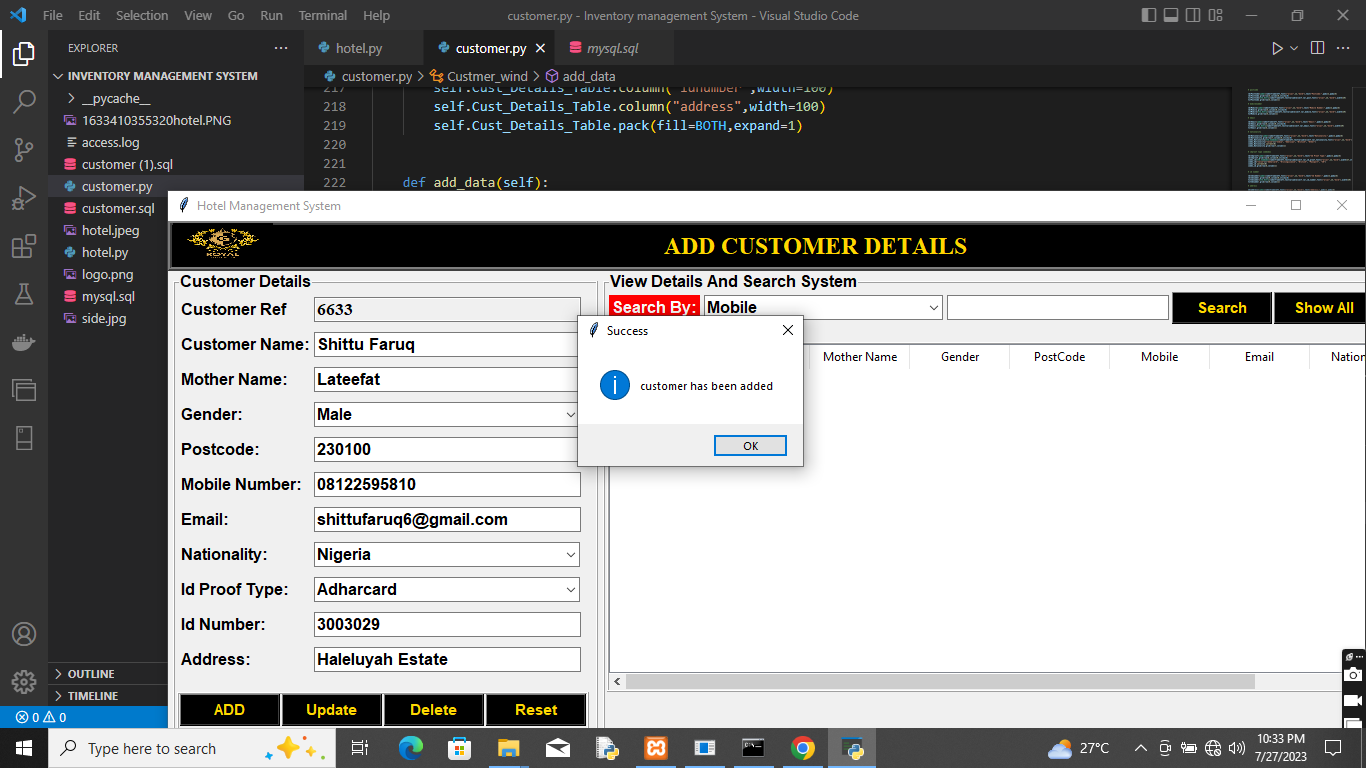 File Edit Selection View Go Run Terminal Help customer.py - Inventory management System - Visual Studio Code
EXPLORER
hotel.py customer.py mysql.sql
customer.py > Custmer_wind > add_data
INVENTORY MANAGEMENT SYSTEM
__pycache__
1633410355320hotel.PNG
access.log
customer (1).sql
customer.py
customer.sql
hotel.jpeg
hotel.py
logo.png
mysql.sql
side.jpg
OUTLINE
TIMELINE
0 0
217 self.Cust_Details_Table.column("idnumber",width=100)
218 self.Cust_Details_Table.column("address",width=100)
219 self.Cust_Details_Table.pack(fill=BOTH,expand=1)
220
221
222 def add_data(self):
Hotel Management System
ROYAL
ADD CUSTOMER DETAILS
Customer Details
Customer Ref 6633
Customer Name: Shittu Faruq
Mother Name: Lateefat
Gender: Male
Postcode: 230100
Mobile Number: 08122595810
Email: shittufaruq6@gmail.com
Nationality: Nigeria
Id Proof Type: Adharcard
Id Number: 3003029
Address: Haleluyah Estate
ADD Update Delete Reset
View Details And Search System
Search By: Mobile Search Show All
Mother Name Gender PostCode Mobile Email Nation
Success
customer has been added
OK
Type here to search
27°C
10:33 PM
7/27/2023